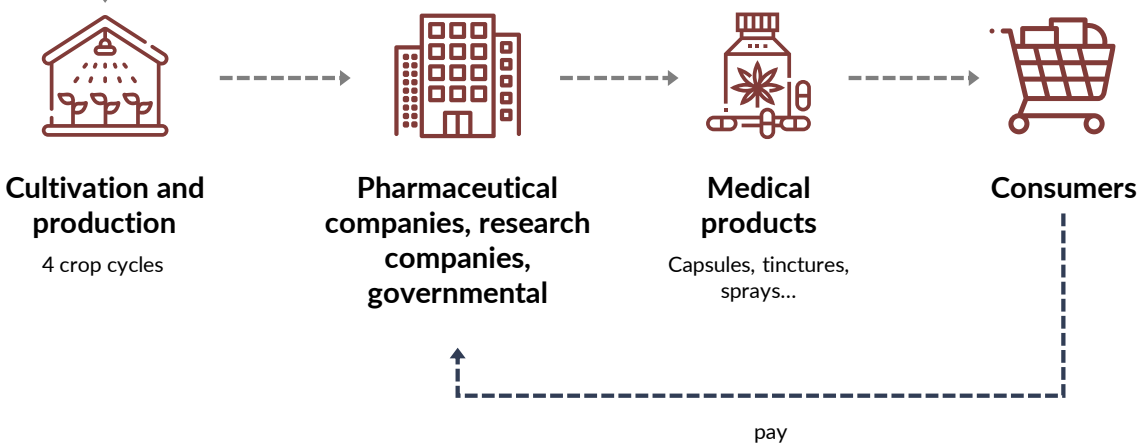 Cultivation and
production
4 crop cycles
Pharmaceutical
companies, research
companies,
governmental
Medical
products
Capsules, tinctures,
sprays...
Consumers
pay